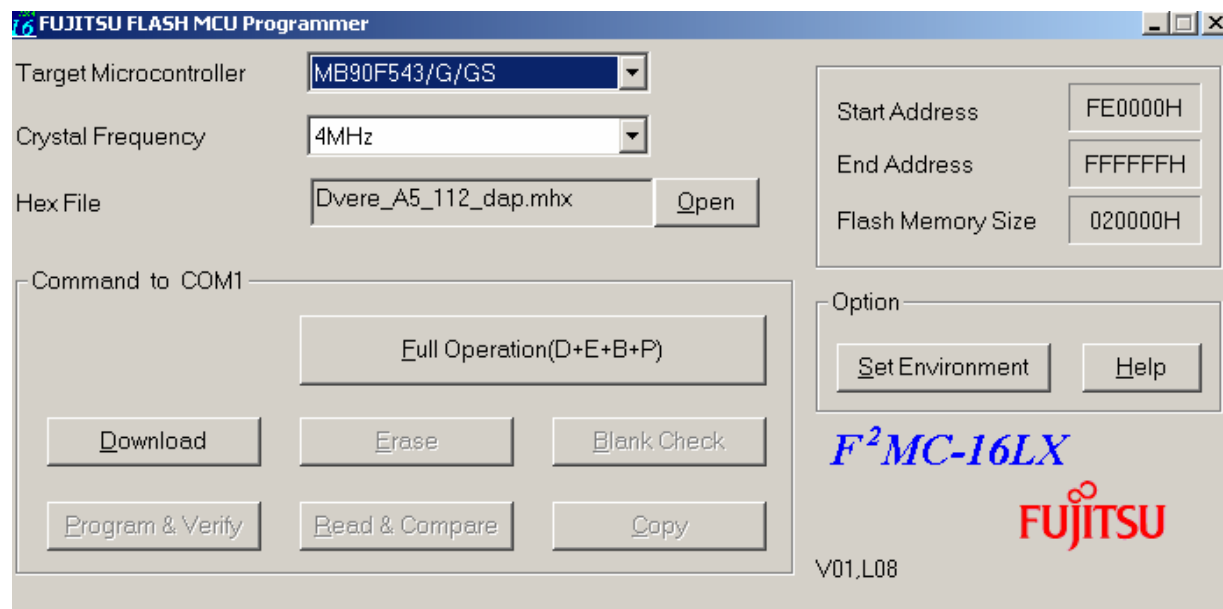 FUJITSU FLASH MCU Programmer
Target Microcontroller
MB90F543/G/GS
Crystal Frequency
4MHz
Hex File
Dvere_A5_112_dap.mhx
Open
Start Address
FE0000H
End Address
FFFFFFH
Flash Memory Size
020000H
Command to COM1
Full Operation(D+E+B+P)
Download
Erase
Blank Check
Program & Verify
Read & Compare
Copy
Option
Set Environment
Help
F²MC-16LX
FUJITSU
V01,L08